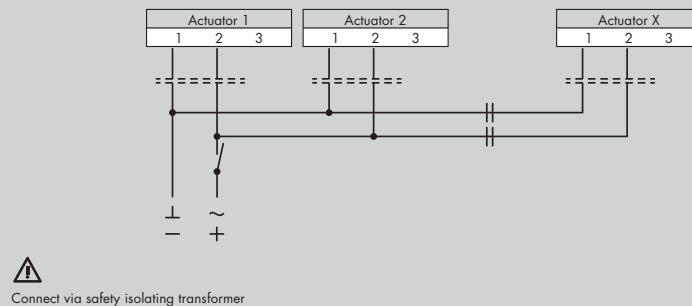 Actuator 1 Actuator 2 Actuator X
1 2 3 1 2 3 1 2 3
⊥ ~
− +
Connect via safety isolating transformer